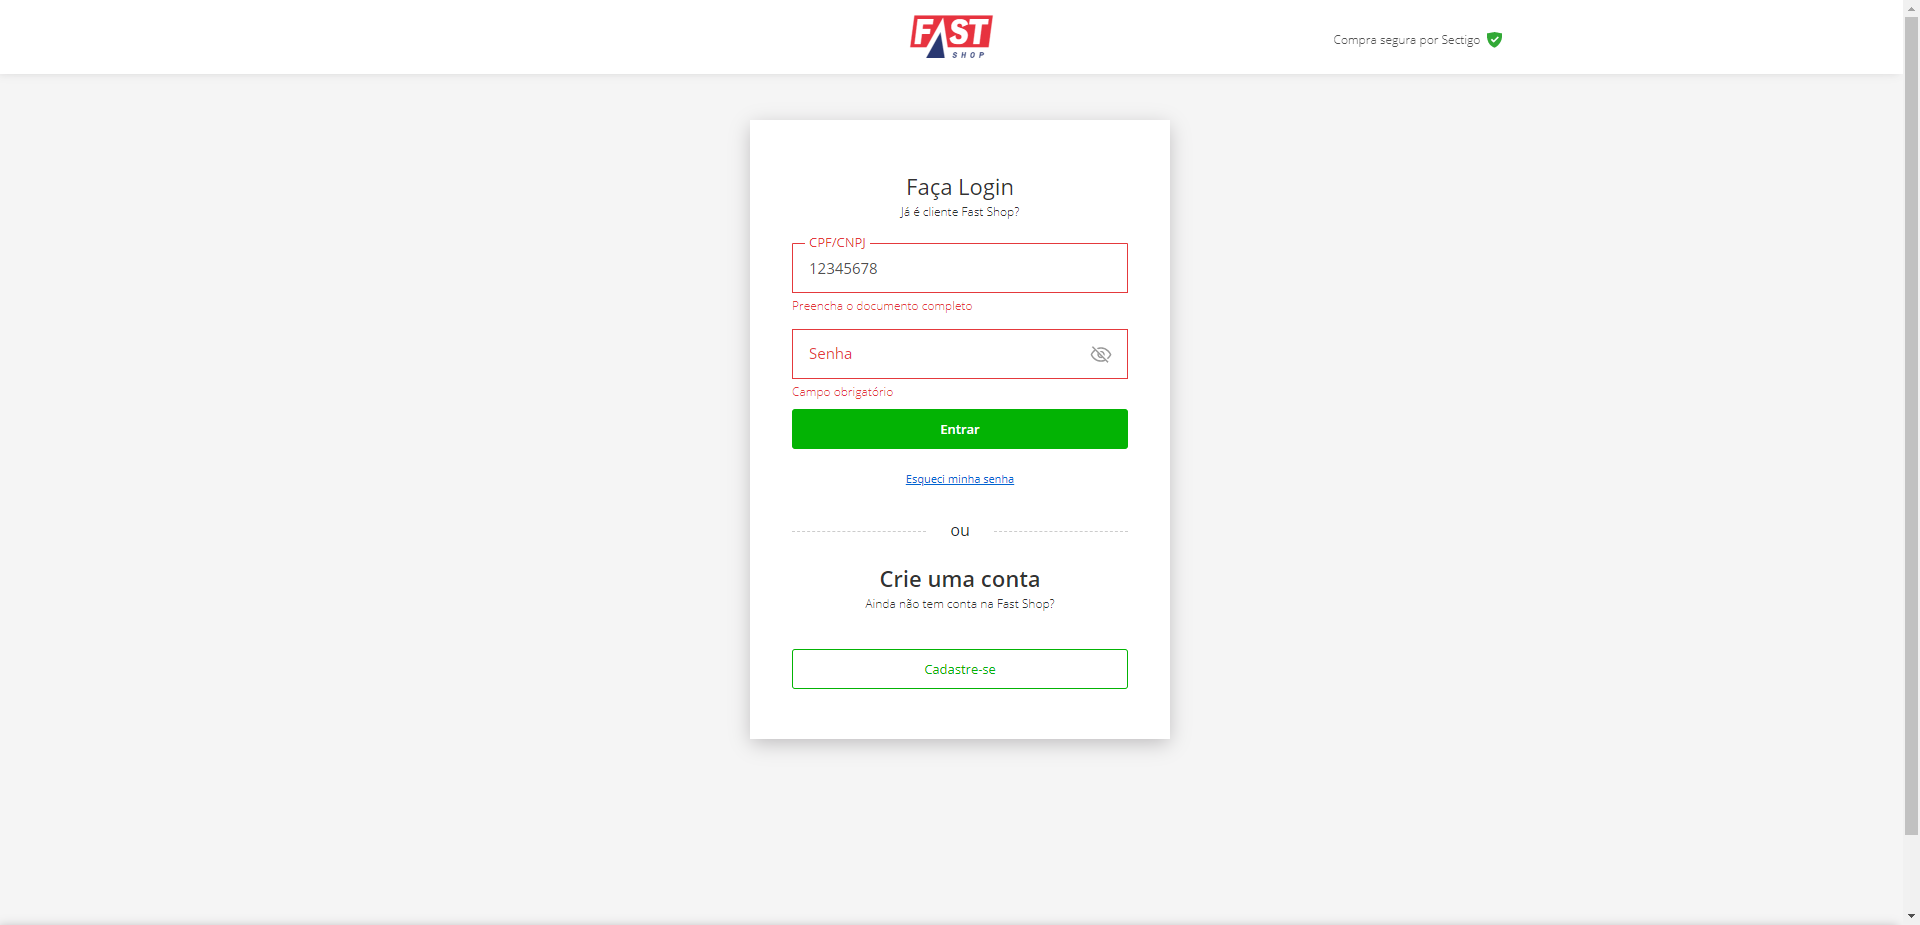 FAST
SHOP
Compra segura por Sectigo
Faça Login
Já é cliente Fast Shop?
CPF/CNPJ
12345678
Preencha o documento completo
Senha
Campo obrigatório
Entrar
Esqueci minha senha
ou
Crie uma conta
Ainda não tem conta na Fast Shop?
Cadastre-se